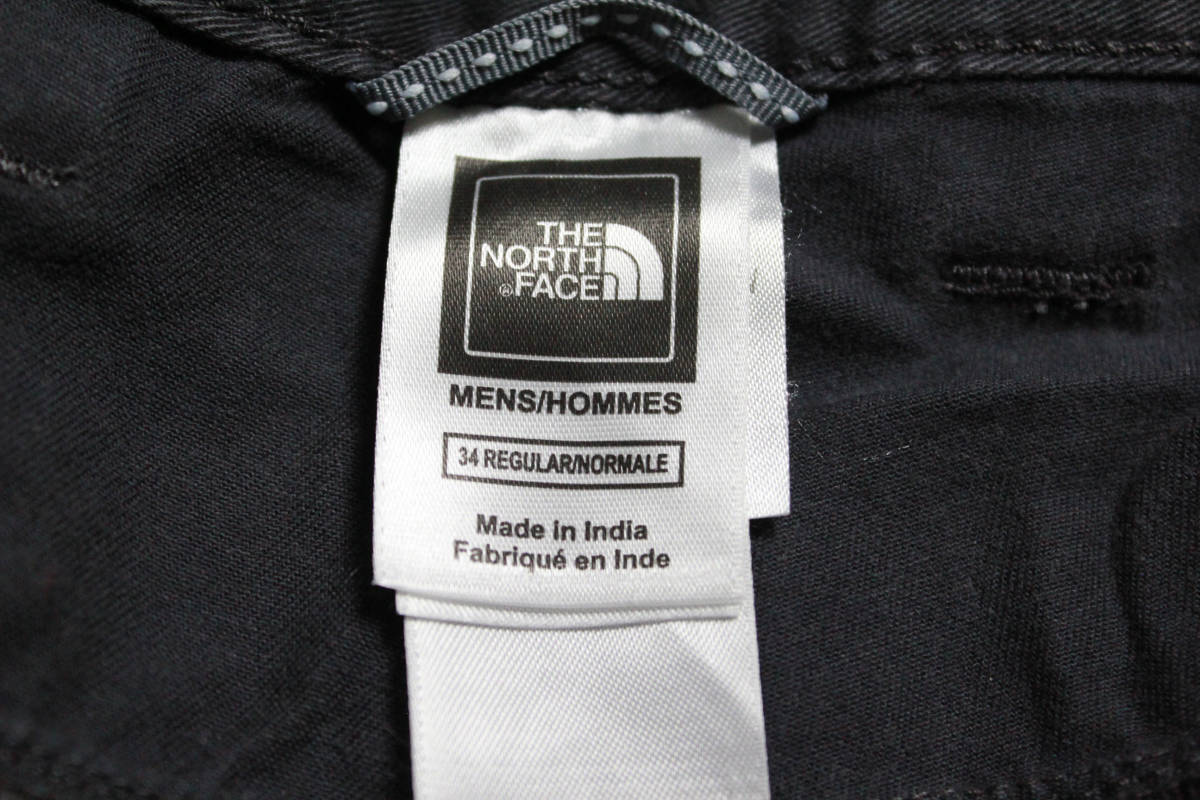 THE
NORTH
®FACE
MENS/HOMMES
34 REGULAR/NORMALE
Made in India
Fabriqué en Inde